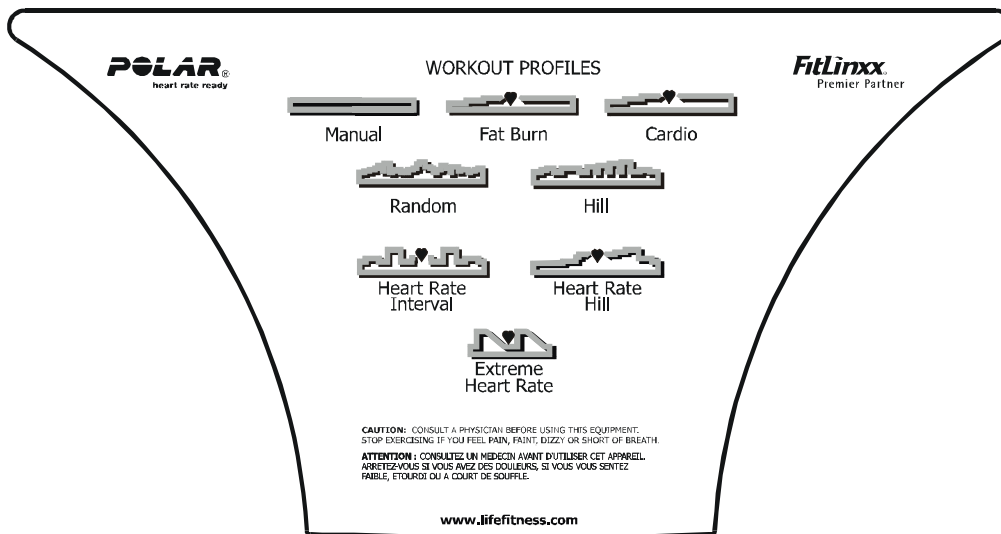 POLAR®
heart rate ready
WORKOUT PROFILES
FitLinxx®
Premier Partner
Manual
Fat Burn
Cardio
Random
Hill
Heart Rate
Interval
Heart Rate
Hill
Extreme
Heart Rate
CAUTION: CONSULT A PHYSICIAN BEFORE USING THIS EQUIPMENT.
STOP EXERCISING IF YOU FEEL PAIN, FAINT, DIZZY OR SHORT OF BREATH.
ATTENTION : CONSULTEZ UN MEDECIN AVANT D'UTILISER CET APPAREIL.
ARRETEZ-VOUS SI VOUS AVEZ DES DOULEURS, SI VOUS VOUS SENTEZ
FAIBLE, ETOURDI OU A COURT DE SOUFFLE.
www.lifefitness.com